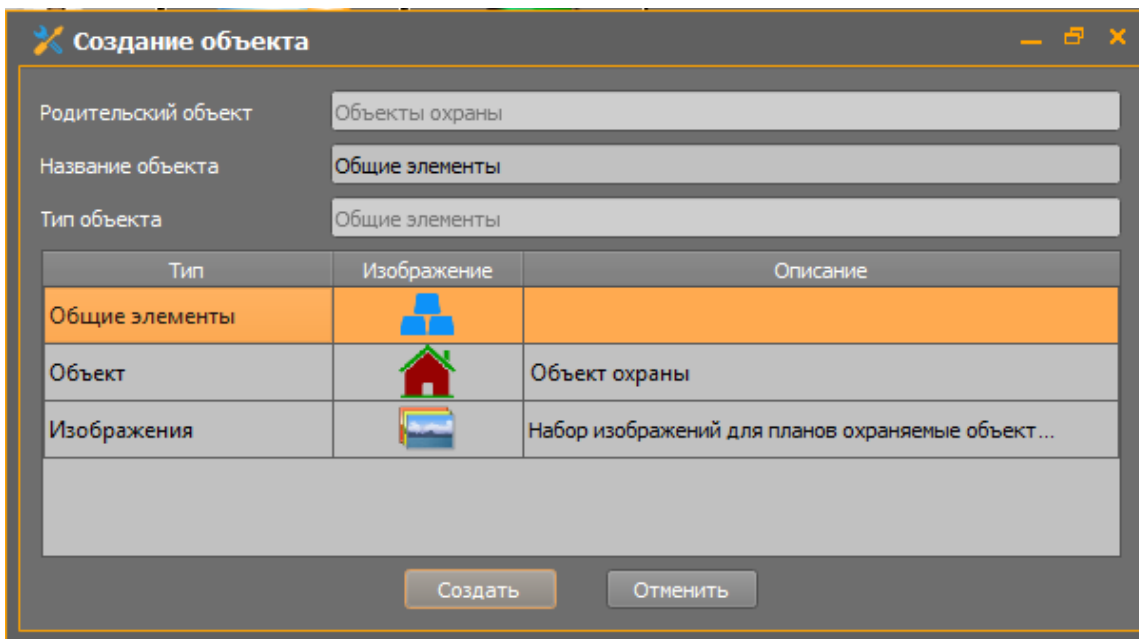 Создание объекта
Родительский объект Объекты охраны
Название объекта Общие элементы
Тип объекта Общие элементы
Тип Изображение Описание
Общие элементы
Объект Объект охраны
Изображения Набор изображений для планов охраняемые объект...
Создать Отменить